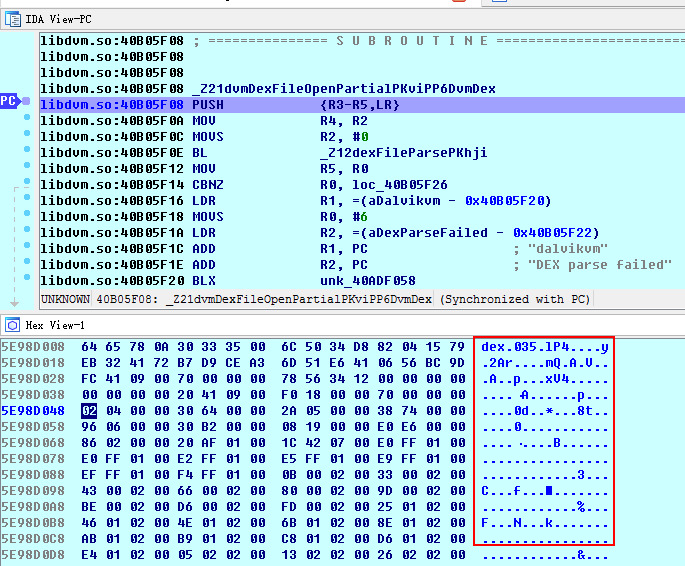 IDA View-PC
libdvm.so:40B05F08 ; =============== S U B R O U T I N E =======================
libdvm.so:40B05F08
libdvm.so:40B05F08
libdvm.so:40B05F08 _Z21dvmDexFileOpenPartialPKviPP6DvmDex
PC libdvm.so:40B05F08 PUSH {R3-R5,LR}
libdvm.so:40B05F0A MOV R4, R2
libdvm.so:40B05F0C MOVS R2, #0
libdvm.so:40B05F0E BL _Z12dexFileParsePKhji
libdvm.so:40B05F12 MOV R5, R0
libdvm.so:40B05F14 CBNZ R0, loc_40B05F26
libdvm.so:40B05F16 LDR R1, =(aDalvikvm - 0x40B05F20)
libdvm.so:40B05F18 MOVS R0, #6
libdvm.so:40B05F1A LDR R2, =(aDexParseFailed - 0x40B05F22)
libdvm.so:40B05F1C ADD R1, PC ; "dalvikvm"
libdvm.so:40B05F1E ADD R2, PC ; "DEX parse failed"
libdvm.so:40B05F20 BLX unk_40ADF058
UNKNOWN 40B05F08: _Z21dvmDexFileOpenPartialPKviPP6DvmDex (Synchronized with PC)
Hex View-1
5E98D008 64 65 78 0A 30 33 35 00 6C 50 34 D8 82 04 15 79 dex.035.lP4....y
5E98D018 EB 32 41 72 B7 D9 CE A3 6D 51 E6 41 06 56 BC 9D .2Ar....mQ.A.V..
5E98D028 FC 41 09 00 70 00 00 00 78 56 34 12 00 00 00 00 .A..p...xV4.....
5E98D038 00 00 00 00 20 41 09 00 F0 18 00 00 70 00 00 00 .... A......p...
5E98D048 02 04 00 00 30 64 00 00 2A 05 00 00 38 74 00 00 ....0d..*...8t..
5E98D058 96 06 00 00 30 B2 00 00 08 19 00 00 E0 E6 00 00 ....0...........
5E98D068 86 02 00 00 20 AF 01 00 1C 42 07 00 E0 FF 01 00 .... ....B......
5E98D078 E0 FF 01 00 E2 FF 01 00 E5 FF 01 00 E9 FF 01 00 ................
5E98D088 EF FF 01 00 F4 FF 01 00 0B 00 02 00 33 00 02 00 ............3...
5E98D098 43 00 02 00 66 00 02 00 80 00 02 00 9D 00 02 00 C...f... .......
5E98D0A8 BE 00 02 00 D6 00 02 00 FD 00 02 00 25 01 02 00 ............%...
5E98D0B8 46 01 02 00 4E 01 02 00 6B 01 02 00 8E 01 02 00 F...N...k.......
5E98D0C8 AB 01 02 00 B9 01 02 00 C8 01 02 00 D6 01 02 00 ................
5E98D0D8 E4 01 02 00 05 02 02 00 13 02 02 00 26 02 02 00 ............&...